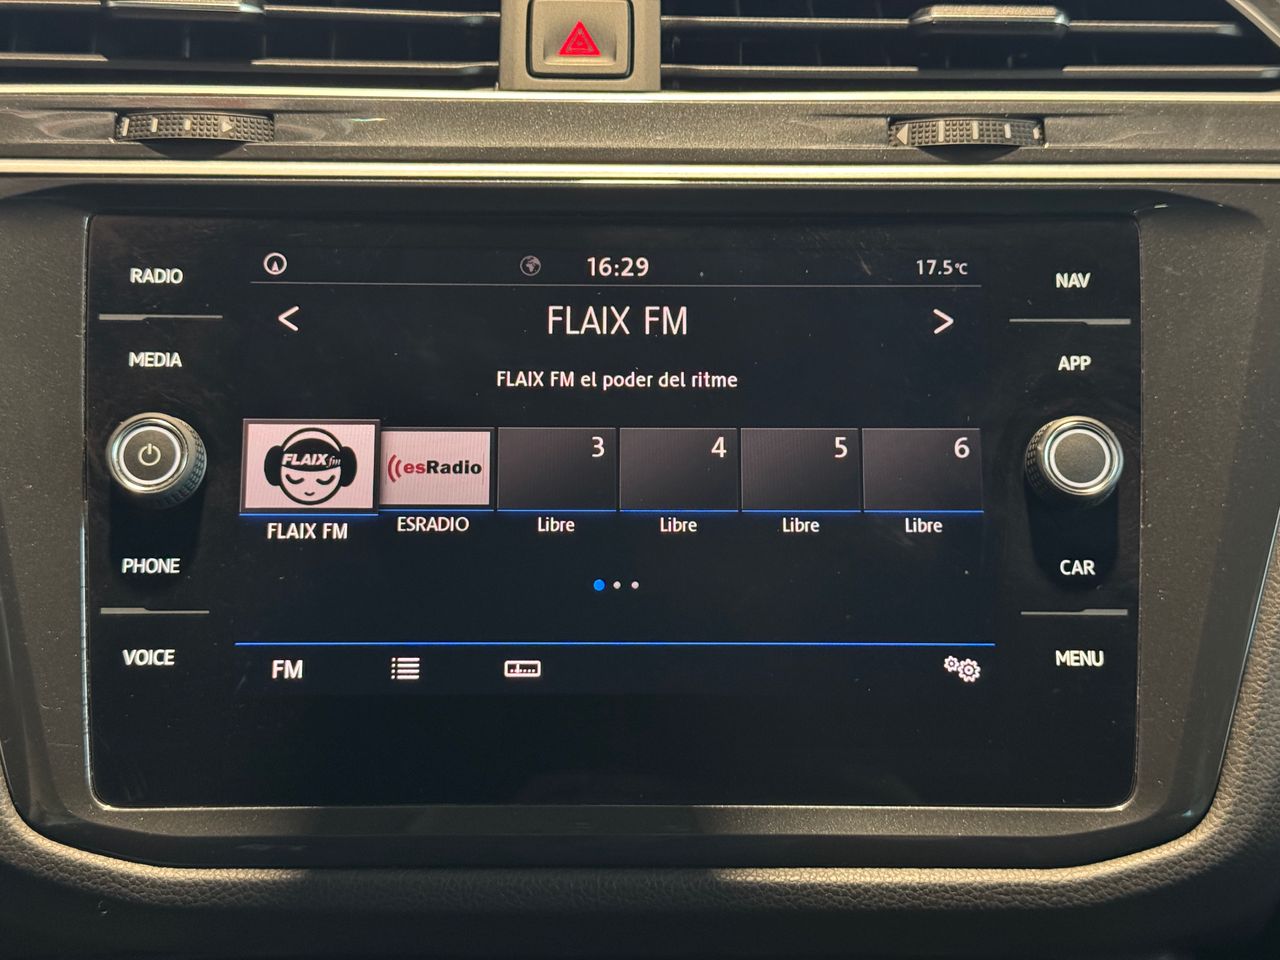 RADIO
MEDIA
PHONE
VOICE
16:29
17.5°C
<
FLAIX FM
>
FLAIX FM el poder del ritme
FLAIX fm
esRadio
3
4
5
6
FLAIX FM
ESRADIO
Libre
Libre
Libre
Libre
FM
NAV
APP
CAR
MENU